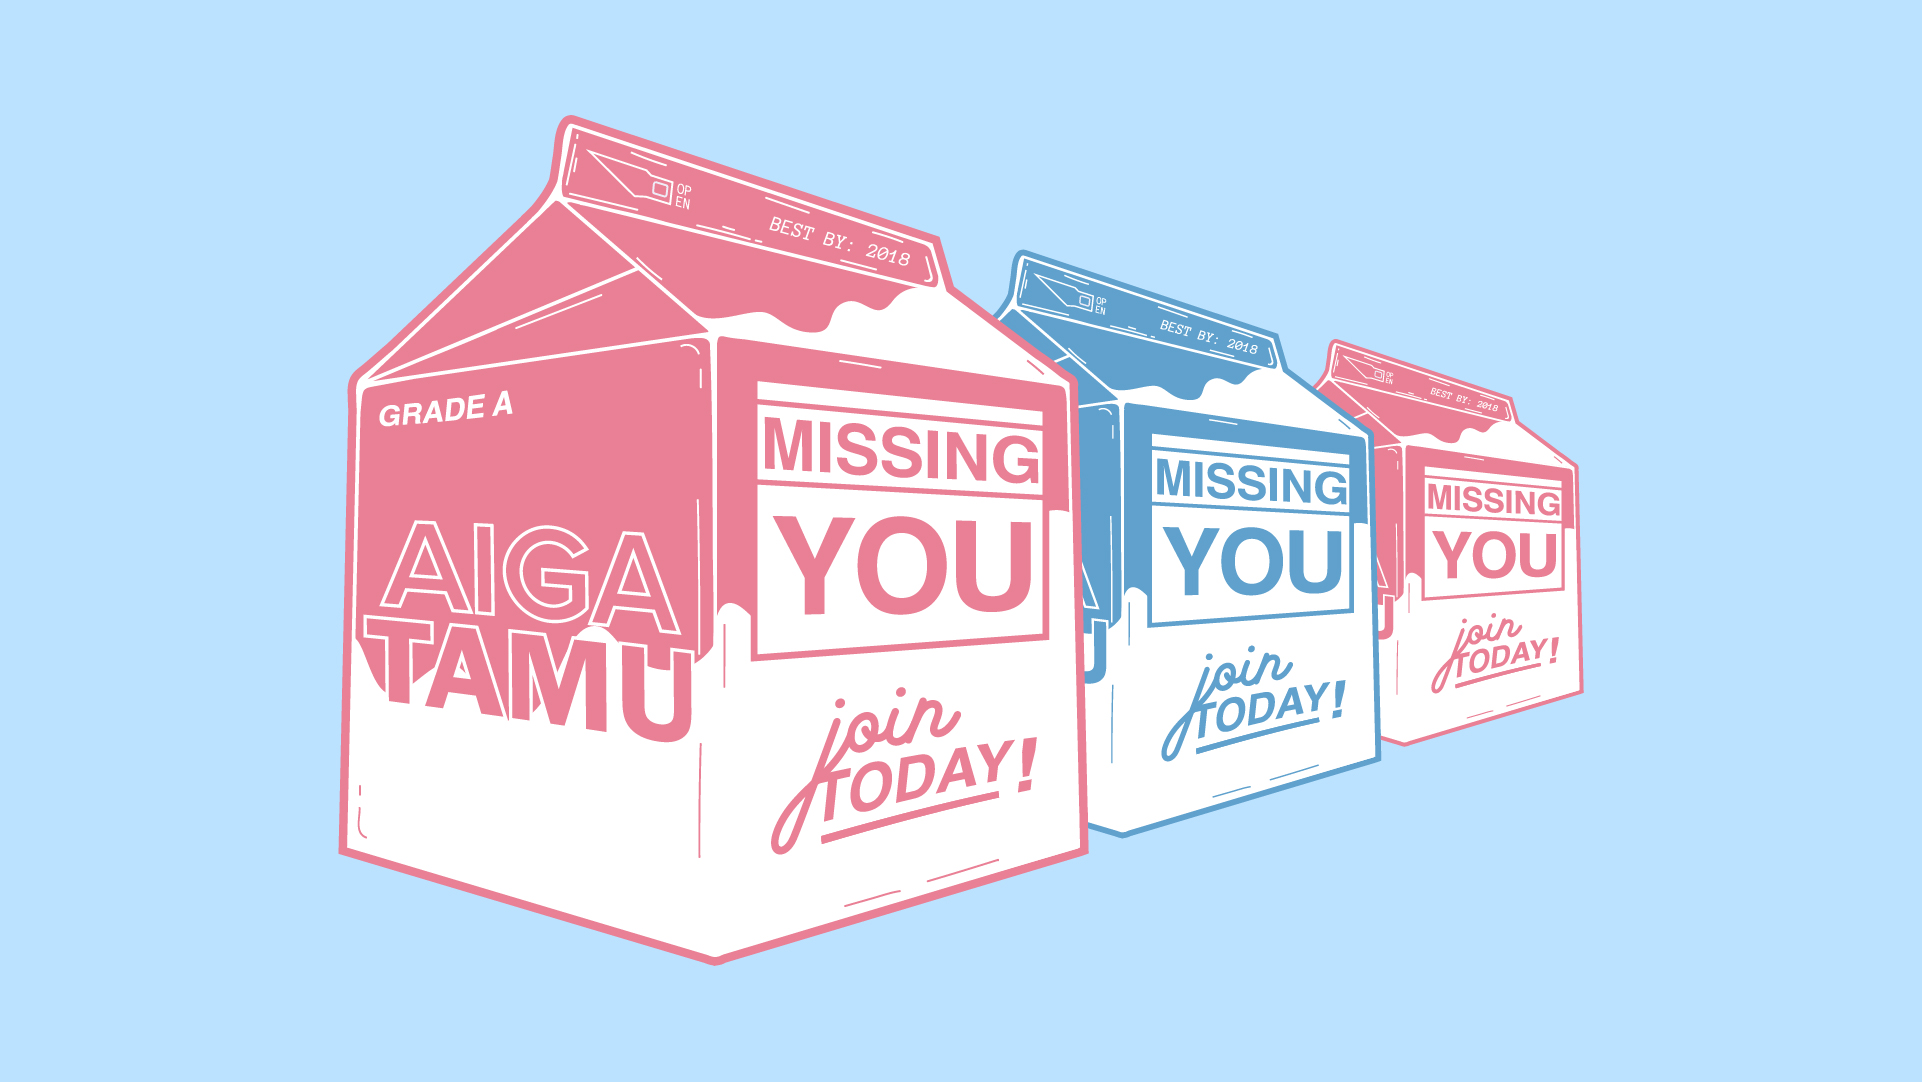 OP
EN
BEST BY: 2018
GRADE A
AIGA
TAMU
MISSING
YOU
join
TODAY!
OP
EN
BEST BY: 2018
A
U
MISSING
YOU
join
TODAY!
OP
EN
BEST BY: 2018
U
MISSING
YOU
join
TODAY!